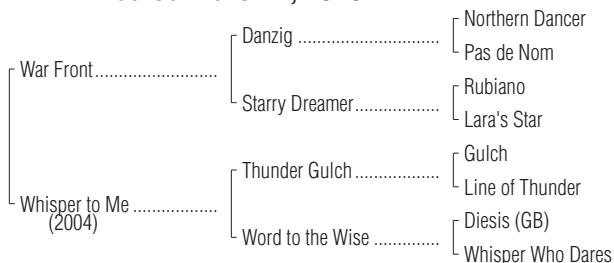 Northern Dancer
Danzig ..................................
Pas de Nom
War Front .............................
Rubiano
Starry Dreamer ....................
Lara's Star
Gulch
Thunder Gulch ....................
Line of Thunder
Whisper to Me ....................
(2004)
Diesis (GB)
Word to the Wise ...............
Whisper Who Dares